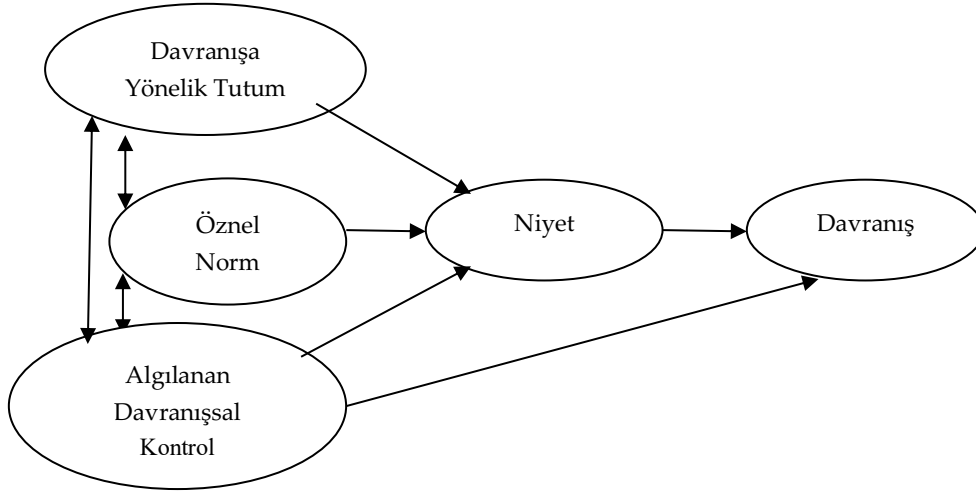 Davranışa
Yönelik Tutum
Öznel
Norm
Niyet
Davranış
Algılanan
Davranışsal
Kontrol